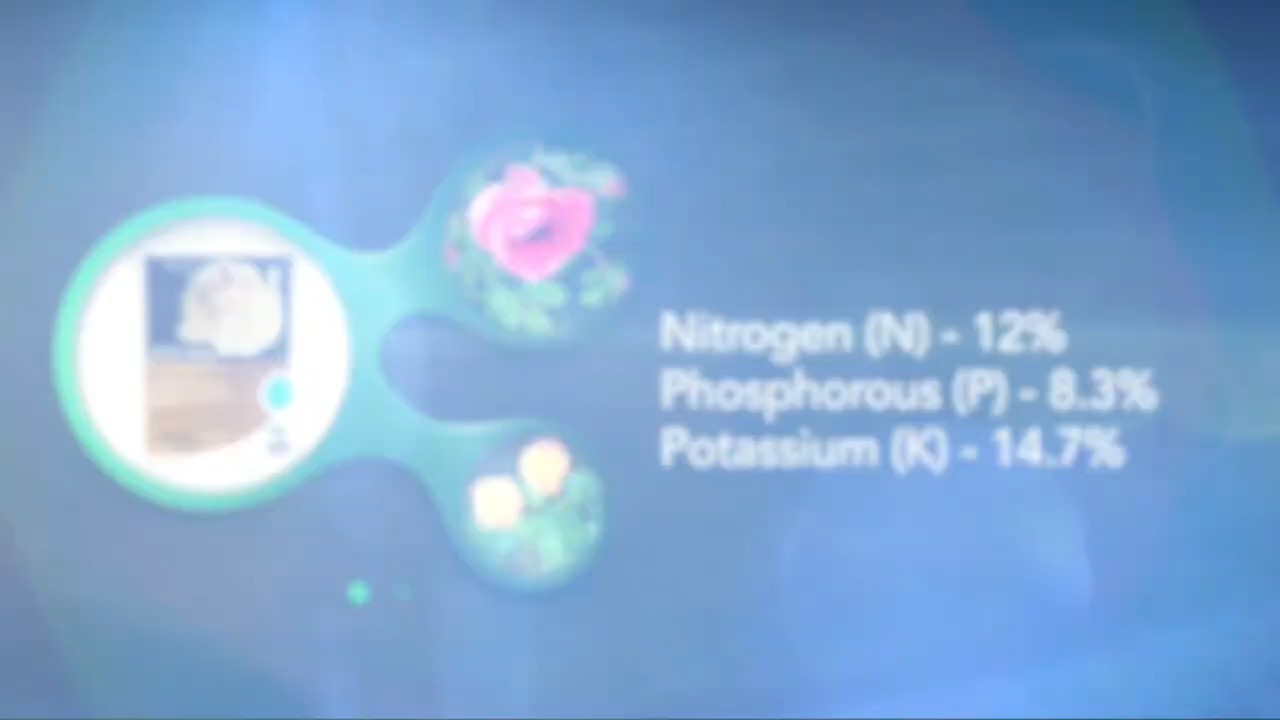 Nitrogen (N) - 12%
Phosphorous (P) - 8.3%
Potassium (K) - 14.7%